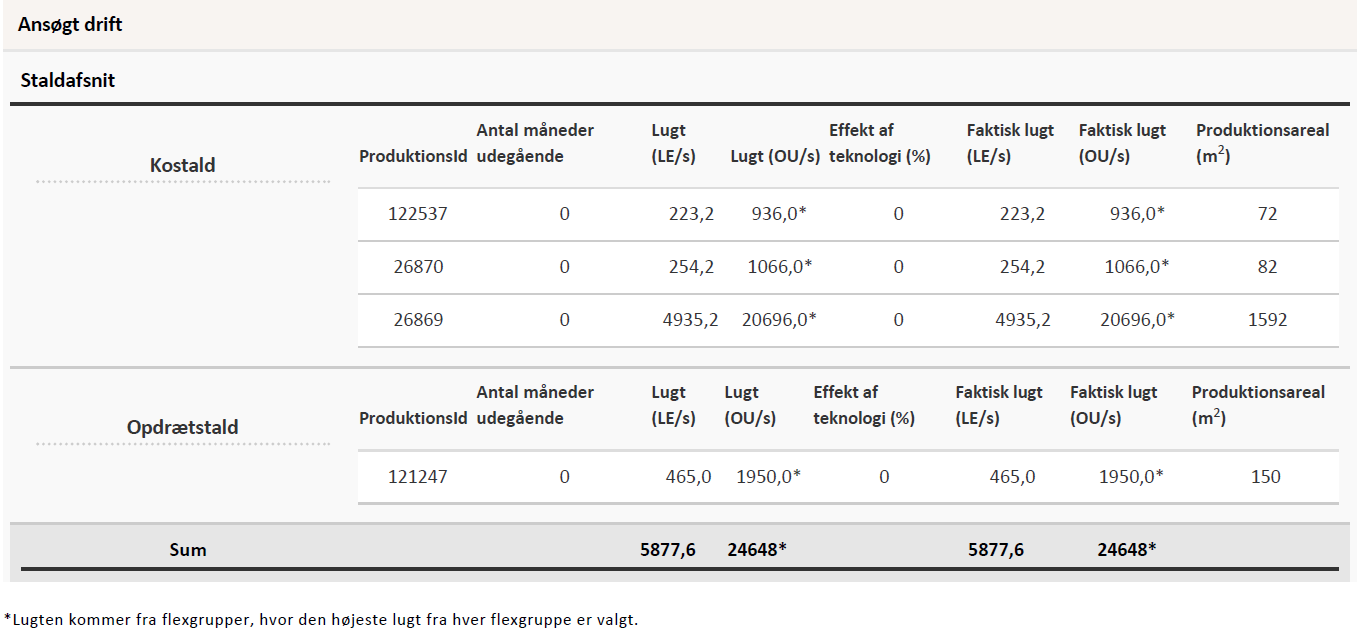 Ansøgt drift
Staldafsnit
Kostald
ProduktionsId Antal måneder udegående Lugt (LE/s) Lugt (OU/s) Effekt af teknologi (%) Faktisk lugt (LE/s) Faktisk lugt (OU/s) Produktionsareal (m²)
122537 0 223,2 936,0* 0 223,2 936,0* 72
26870 0 254,2 1066,0* 0 254,2 1066,0* 82
26869 0 4935,2 20696,0* 0 4935,2 20696,0* 1592
Opdrætstald
ProduktionsId Antal måneder udegående Lugt (LE/s) Lugt (OU/s) Effekt af teknologi (%) Faktisk lugt (LE/s) Faktisk lugt (OU/s) Produktionsareal (m²)
121247 0 465,0 1950,0* 0 465,0 1950,0* 150
Sum 5877,6 24648* 5877,6 24648*
*Lugten kommer fra flexgrupper, hvor den højeste lugt fra hver flexgruppe er valgt.